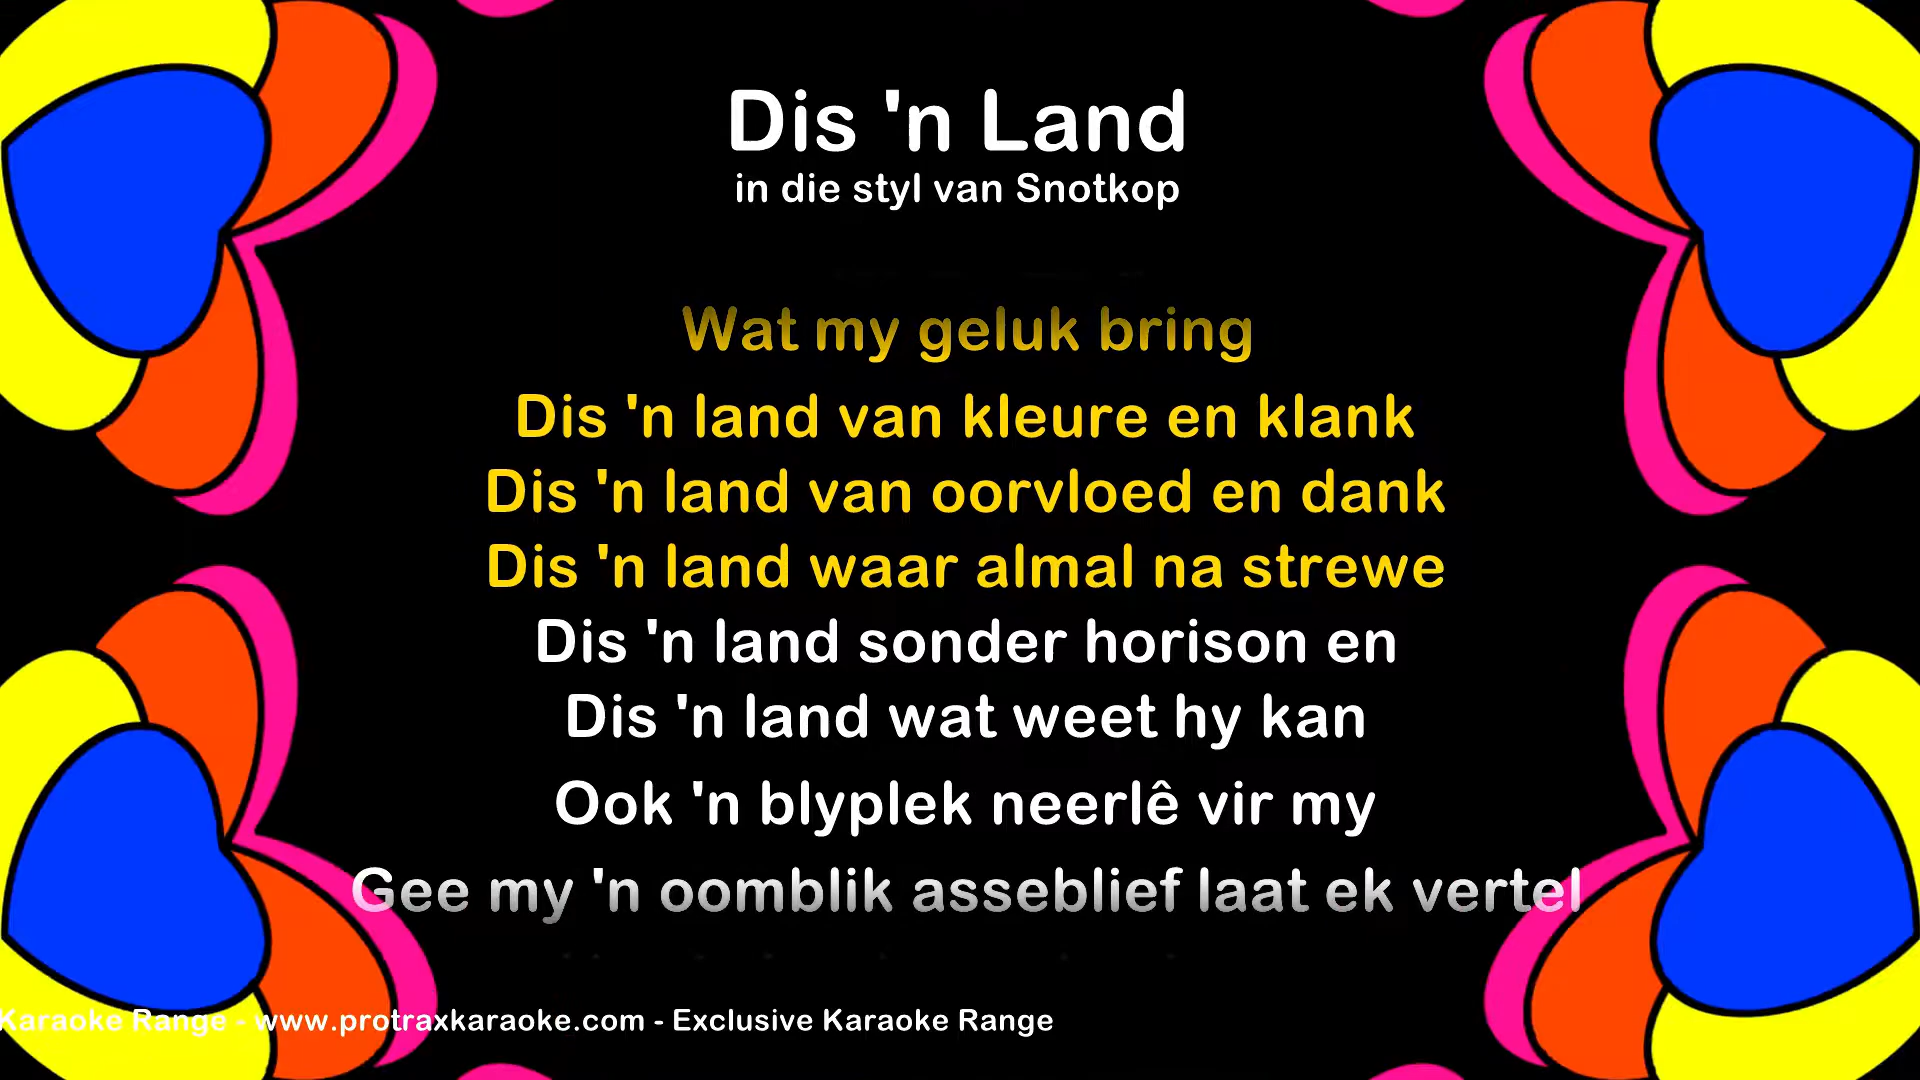 Dis 'n Land
in die styl van Snotkop
Wat my geluk bring
Dis 'n land van kleure en klank
Dis 'n land van oorvloed en dank
Dis 'n land waar almal na strewe
Dis 'n land sonder horison en
Dis 'n land wat weet hy kan
Ook 'n blyplek neerlê vir my
Gee my 'n oomblik asseblief laat ek vertel
Karaoke Range - www.protraxkaraoke.com - Exclusive Karaoke Range